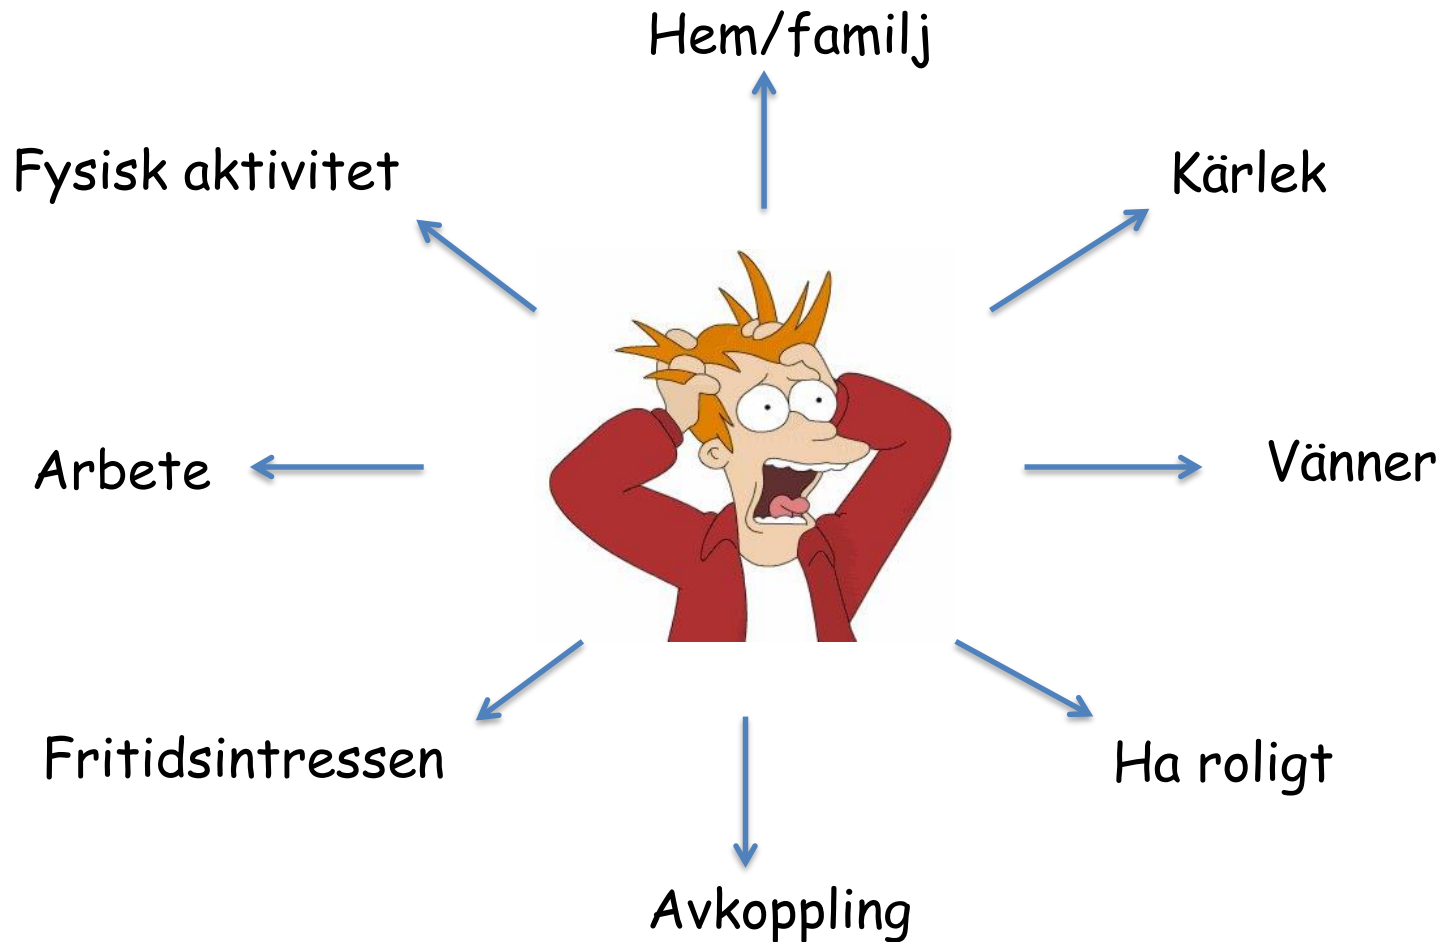 Hem/familj
Fysisk aktivitet
Kärlek
Arbete
Vänner
Fritidsintressen
Ha roligt
Avkoppling